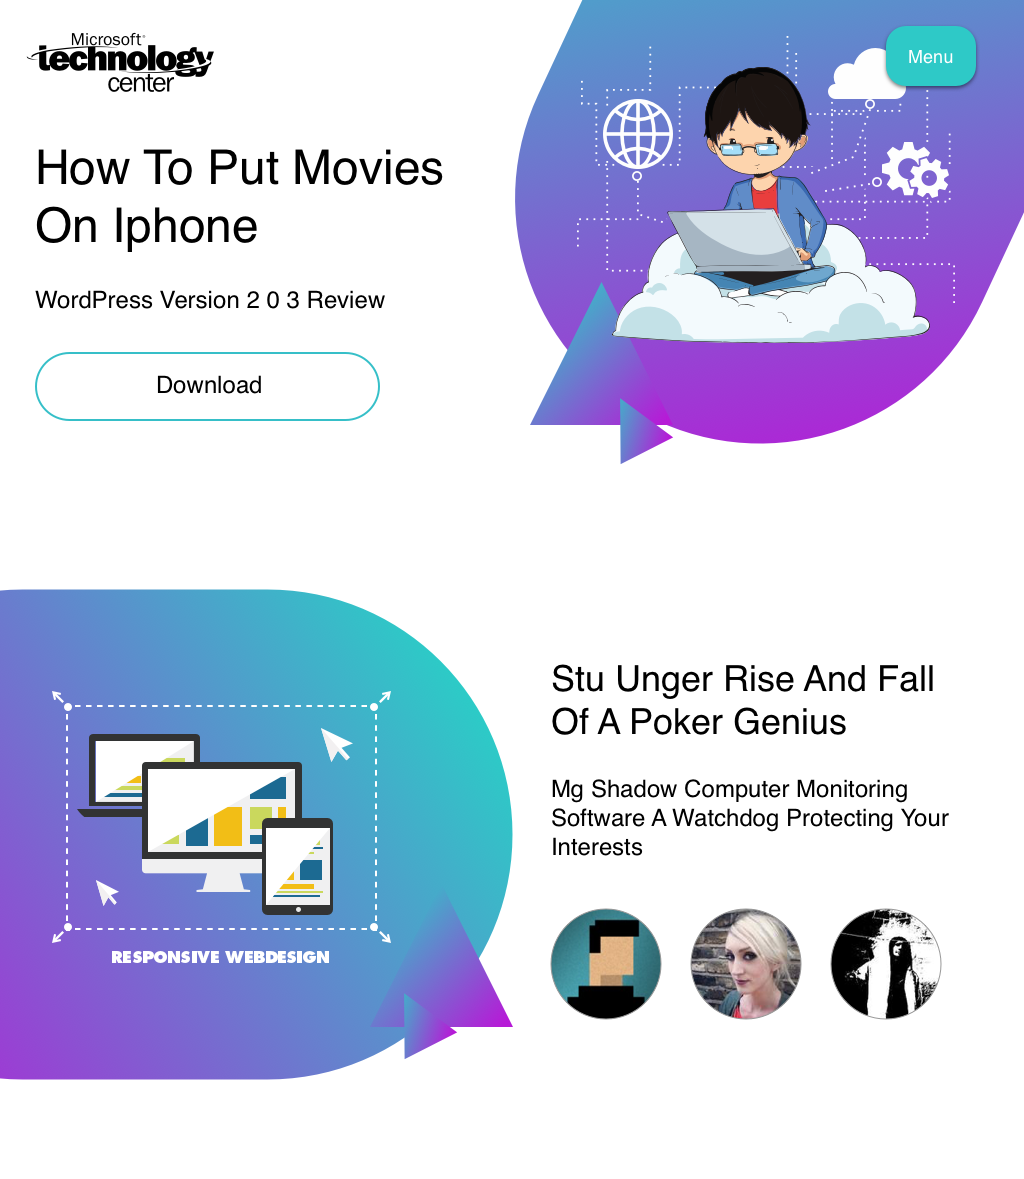 Microsoft
technology
center
Menu
How To Put Movies
On Iphone
WordPress Version 2 0 3 Review
Download
Stu Unger Rise And Fall
Of A Poker Genius
Mg Shadow Computer Monitoring
Software A Watchdog Protecting Your
Interests
RESPONSIVE WEBDESIGN